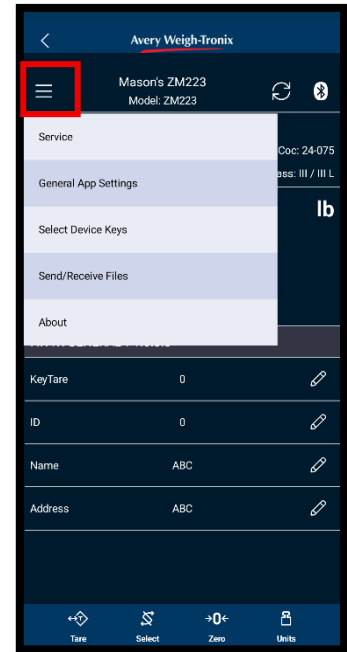 Avery Weigh-Tronix
Mason's ZM223
Model: ZM223
Service
Coc: 24-075
General App Settings
ass: III / III L
Select Device Keys
lb
Send/Receive Files
About
KeyTare 0
ID 0
Name ABC
Address ABC
→0←
Tare Select Zero Units